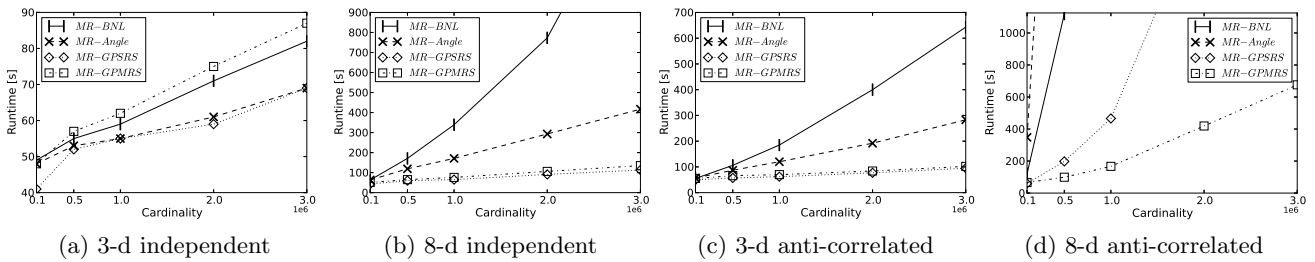 90
80
70
60
50
40
Runtime [s]
MR−BNL
MR−Angle
MR−GPSRS
MR−GPMRS
0.1 0.5 1.0 2.0 3.0
1e6
Cardinality
(a) 3-d independent
900
800
700
600
500
400
300
200
100
0
Runtime [s]
MR−BNL
MR−Angle
MR−GPSRS
MR−GPMRS
0.1 0.5 1.0 2.0 3.0
1e6
Cardinality
(b) 8-d independent
700
600
500
400
300
200
100
0
Runtime [s]
MR−BNL
MR−Angle
MR−GPSRS
MR−GPMRS
0.1 0.5 1.0 2.0 3.0
1e6
Cardinality
(c) 3-d anti-correlated
1000
800
600
400
200
0
Runtime [s]
MR−BNL
MR−Angle
MR−GPSRS
MR−GPMRS
0.1 0.5 1.0 2.0 3.0
1e6
Cardinality
(d) 8-d anti-correlated